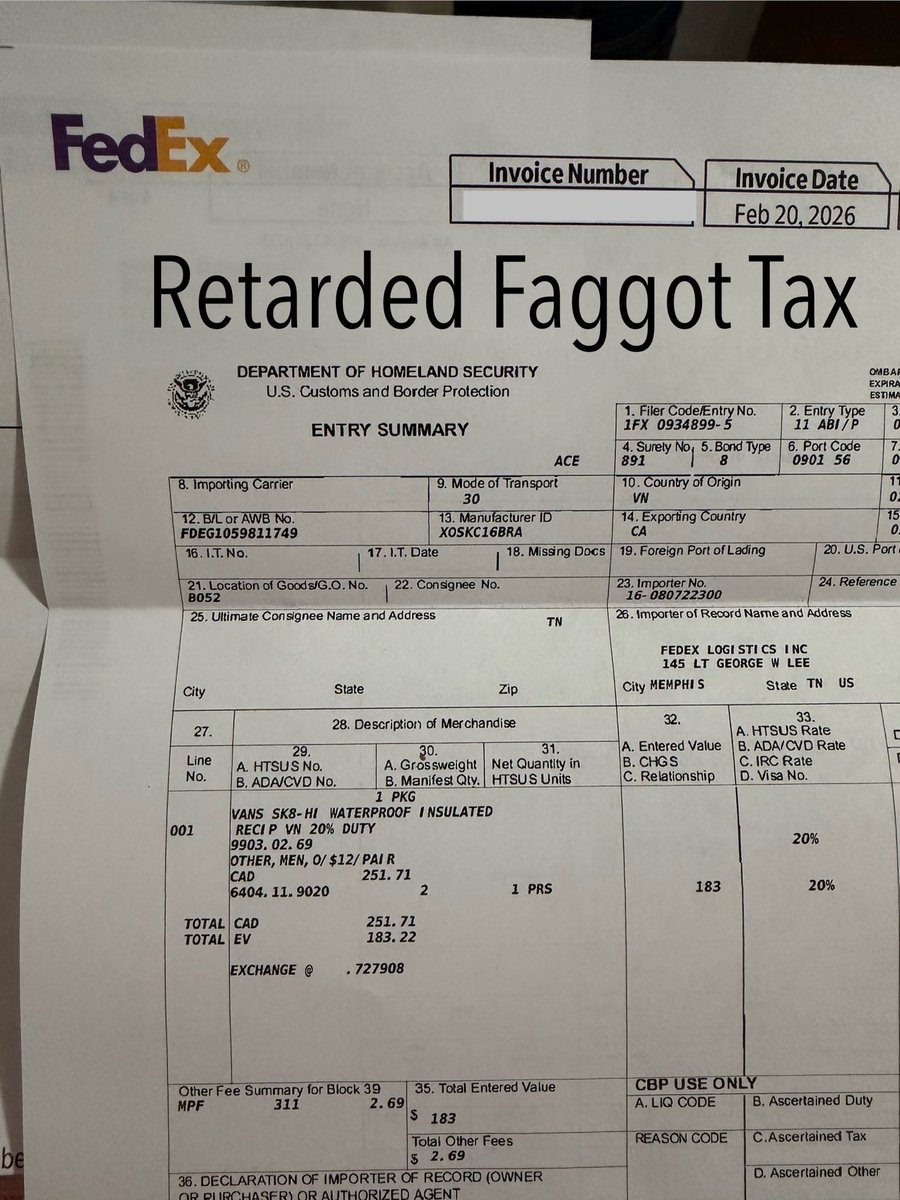 FedEx®
Invoice Number
Invoice Date
Feb 20, 2026
Retarded Faggot Tax
DEPARTMENT OF HOMELAND SECURITY
U.S. Customs and Border Protection
ENTRY SUMMARY
ACE
1. Filer Code/Entry No.
1FX 0934899-5
2. Entry Type
11 ABI/P
3.
4. Surety No.
891
5. Bond Type
8
6. Port Code
0901 56
7.
8. Importing Carrier
9. Mode of Transport
30
10. Country of Origin
VN
12. B/L or AWB No.
FDEG1059811749
13. Manufacturer ID
XOSKC16BRA
14. Exporting Country
CA
15
16. I.T. No.
17. I.T. Date
18. Missing Docs
19. Foreign Port of Lading
20. U.S. Port
21. Location of Goods/G.O. No.
B052
22. Consignee No.
23. Importer No.
16-080722300
24. Reference
25. Ultimate Consignee Name and Address
TN
City State Zip
26. Importer of Record Name and Address
FEDEX LOGISTICS INC
145 LT GEORGE W LEE
City MEMPHIS State TN US
27.
Line
No.
28. Description of Merchandise
29.
A. HTSUS No.
B. ADA/CVD No.
30.
A. Grossweight
B. Manifest Qty.
31.
Net Quantity in
HTSUS Units
32.
A. Entered Value
B. CHGS
C. Relationship
33.
A. HTSUS Rate
B. ADA/CVD Rate
C. IRC Rate
D. Visa No.
1 PKG
VANS SK8-HI WATERPROOF INSULATED
001 RECIP VN 20% DUTY
9903.02.69 20%
OTHER, MEN, O/$12/PAIR
CAD 251.71
6404.11.9020 2 1 PRS 183 20%
TOTAL CAD 251.71
TOTAL EV 183.22
EXCHANGE @ .727908
Other Fee Summary for Block 39
MPF 311 2.69
35. Total Entered Value
$ 183
Total Other Fees
$ 2.69
CBP USE ONLY
A. LIQ CODE
B. Ascertained Duty
REASON CODE
C. Ascertained Tax
D. Ascertained Other
36. DECLARATION OF IMPORTER OF RECORD (OWNER
OR PURCHASER) OR AUTHORIZED AGENT